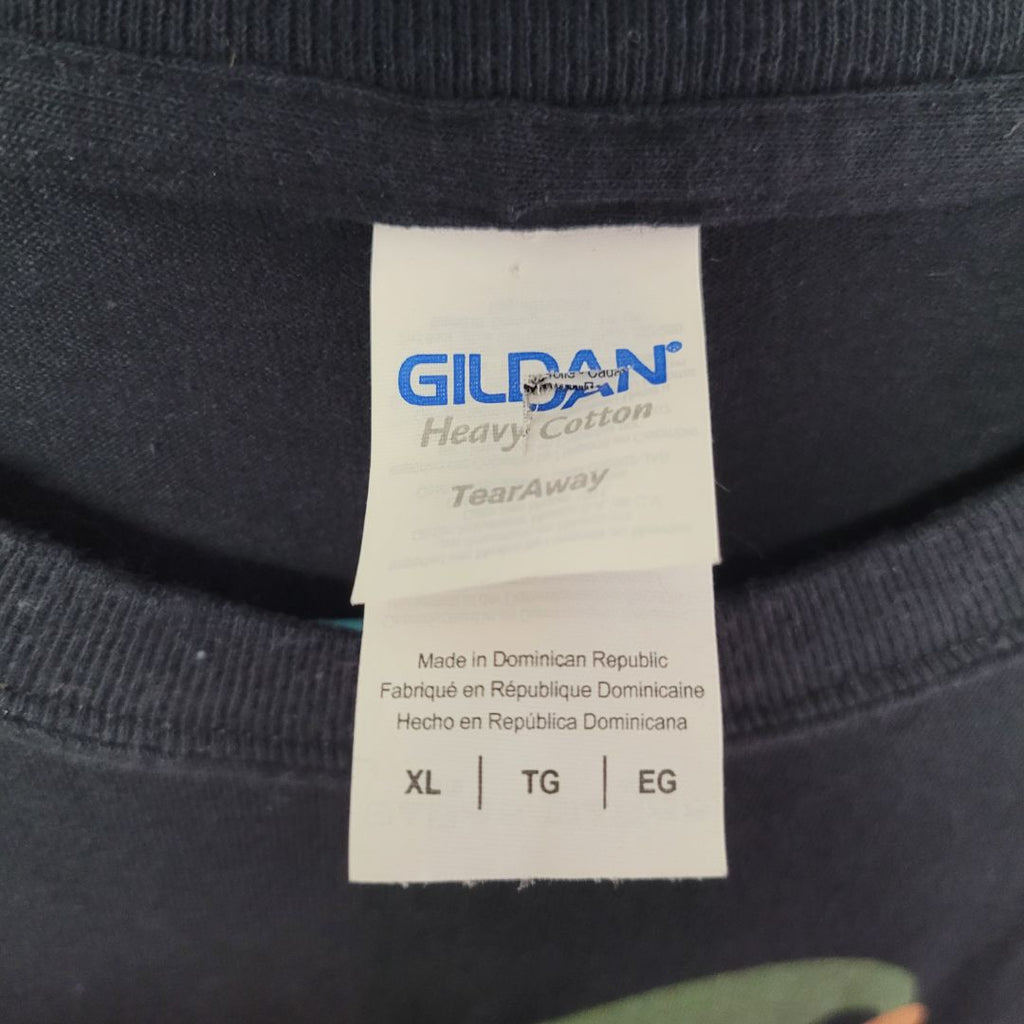 GILDAN®
Heavy Cotton
TearAway
Made in Dominican Republic
Fabriqué en République Dominicaine
Hecho en República Dominicana
XL | TG | EG